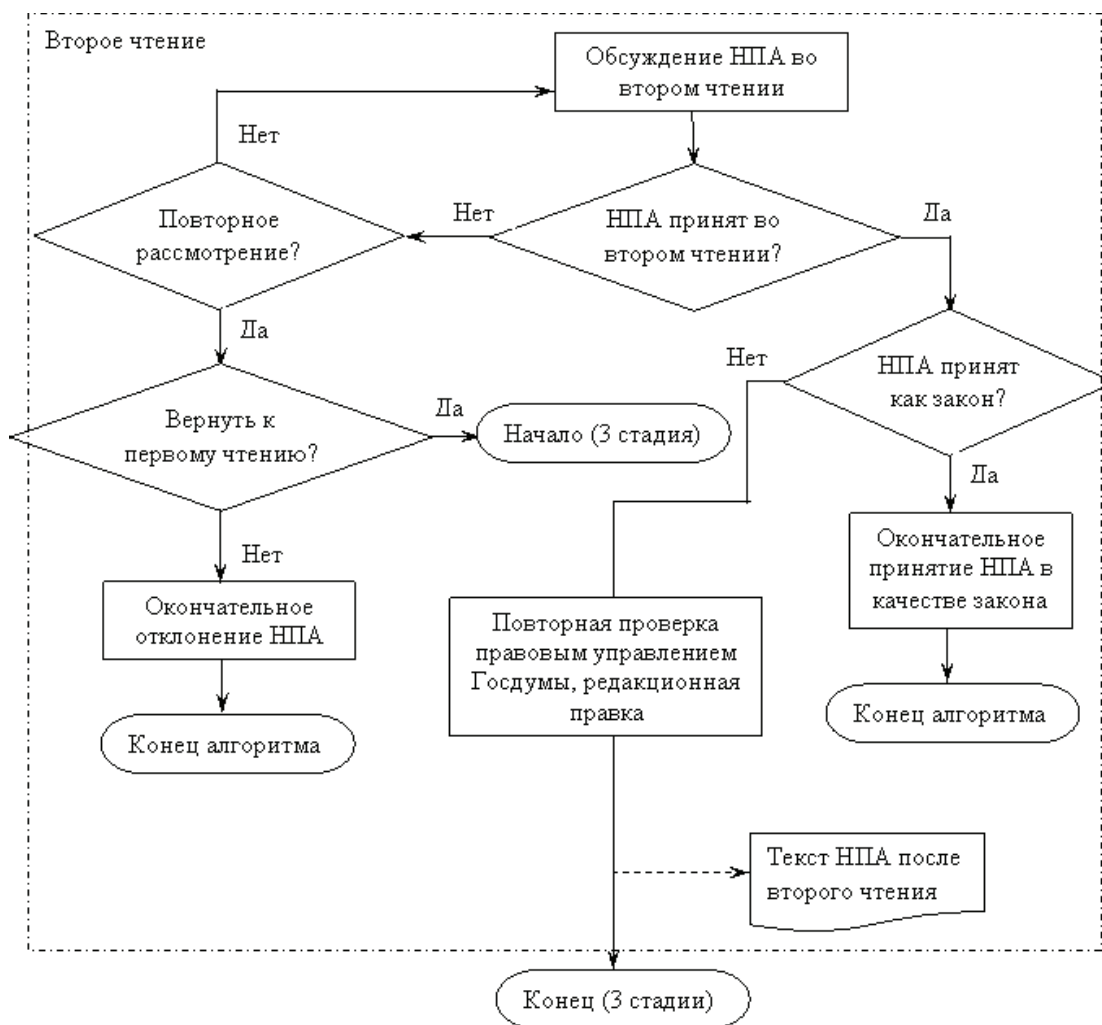 Второе чтение
Обсуждение НПА во
втором чтении
Нет
Повторное
рассмотрение?
Нет
НПА принят во
втором чтении?
Да
Да
Нет
НПА принят
как закон?
Вернуть к
первому чтению?
Да
Начало (3 стадия)
Да
Нет
Окончательное
принятие НПА в
качестве закона
Окончательное
отклонение НПА
Повторная проверка
правовым управлением
Госдумы, редакционная
правка
Конец алгоритма
Конец алгоритма
Текст НПА после
второго чтения
Конец (3 стадии)